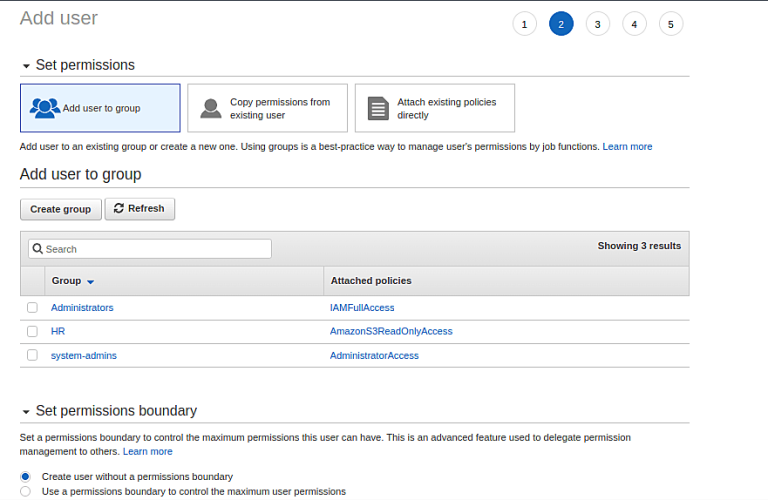 Add user
1 2 3 4 5
Set permissions
Add user to group
Copy permissions from
existing user
Attach existing policies
directly
Add user to an existing group or create a new one. Using groups is a best-practice way to manage user's permissions by job functions. Learn more
Add user to group
Create group Refresh
Search Showing 3 results
Group Attached policies
Administrators IAMFullAccess
HR AmazonS3ReadOnlyAccess
system-admins AdministratorAccess
Set permissions boundary
Set a permissions boundary to control the maximum permissions this user can have. This is an advanced feature used to delegate permission
management to others. Learn more
Create user without a permissions boundary
Use a permissions boundary to control the maximum user permissions